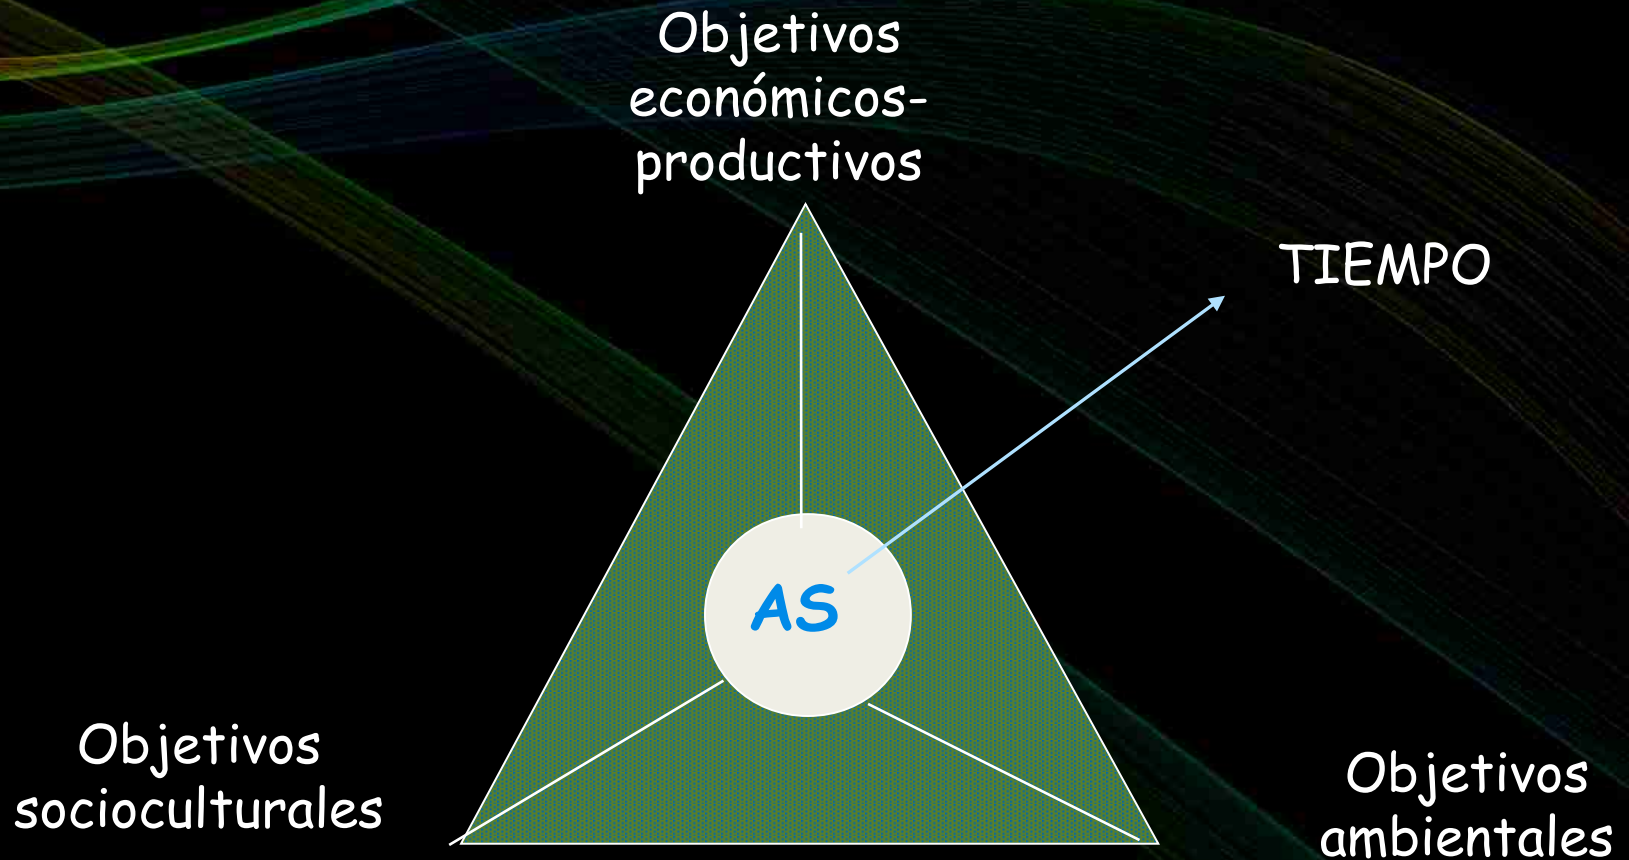 Objetivos
económicos-
productivos
TIEMPO
AS
Objetivos
socioculturales
Objetivos
ambientales